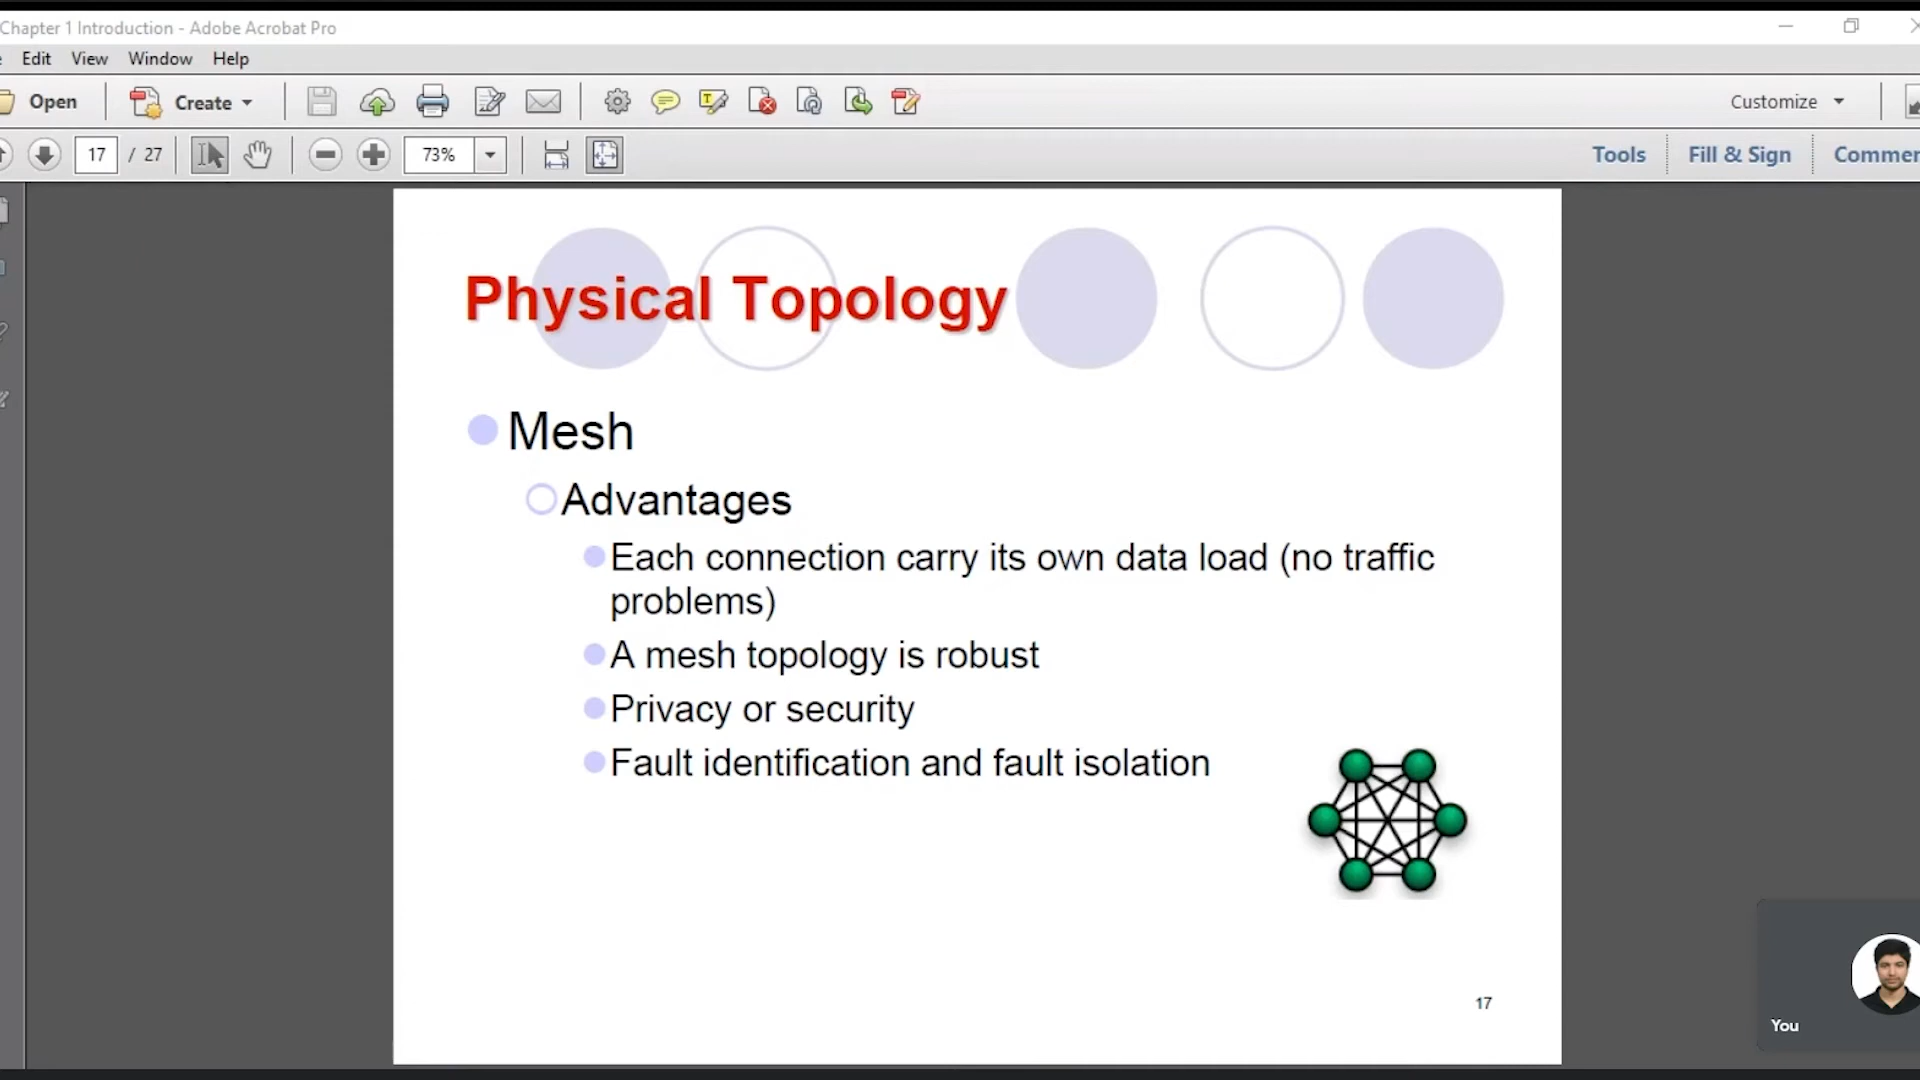 Chapter 1 Introduction - Adobe Acrobat Pro
Edit View Window Help
Open Create Customize
17 / 27 73% Tools Fill & Sign
Physical Topology
Mesh
Advantages
Each connection carry its own data load (no traffic
problems)
A mesh topology is robust
Privacy or security
Fault identification and fault isolation
17
You